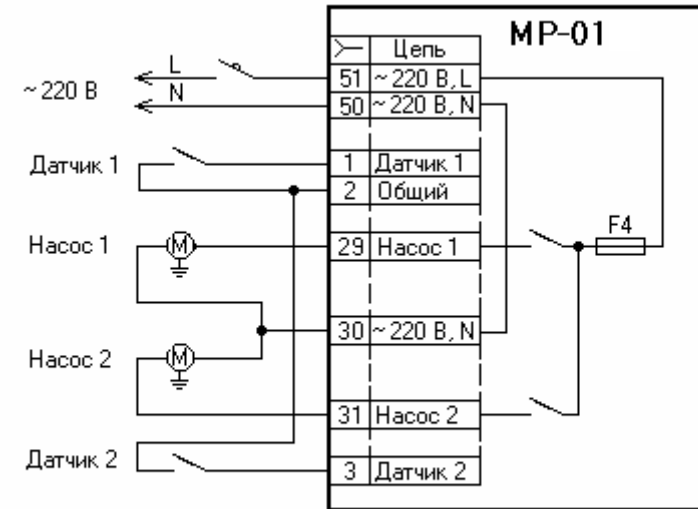 MP-01
Цепь
~220 В
L
51 ~220 В, L
N
50 ~220 В, N
Датчик 1
1 Датчик 1
2 Общий
F4
Насос 1
M
29 Насос 1
30 ~220 В, N
Насос 2
M
31 Насос 2
Датчик 2
3 Датчик 2